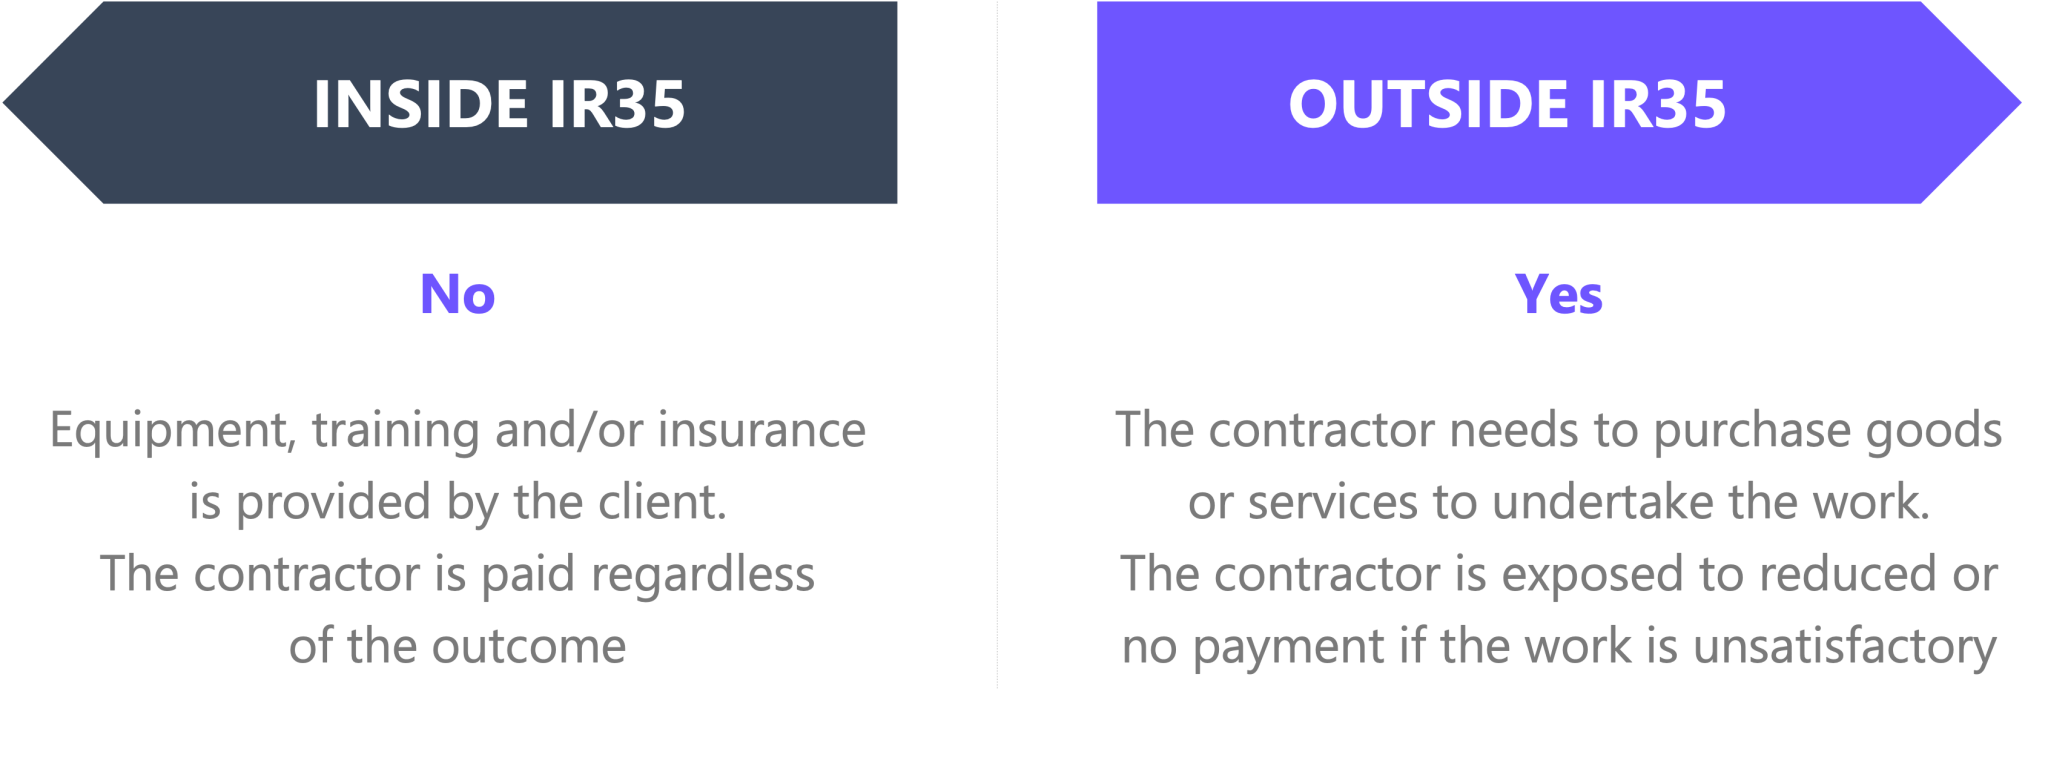 INSIDE IR35
No
Equipment, training and/or insurance
is provided by the client.
The contractor is paid regardless
of the outcome
OUTSIDE IR35
Yes
The contractor needs to purchase goods
or services to undertake the work.
The contractor is exposed to reduced or
no payment if the work is unsatisfactory